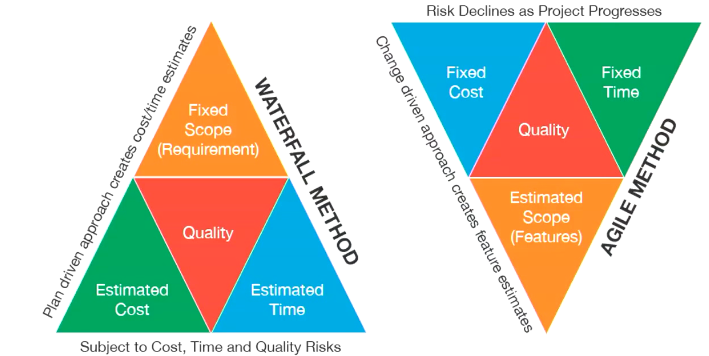 Plan driven approach creates cost/time estimates
Fixed
Scope
(Requirement)
WATERFALL METHOD
Quality
Estimated
Cost
Estimated
Time
Subject to Cost, Time and Quality Risks
Risk Declines as Project Progresses
Change driven approach creates feature estimates
Fixed
Cost
Quality
Fixed
Time
Estimated
Scope
(Features)
AGILE METHOD